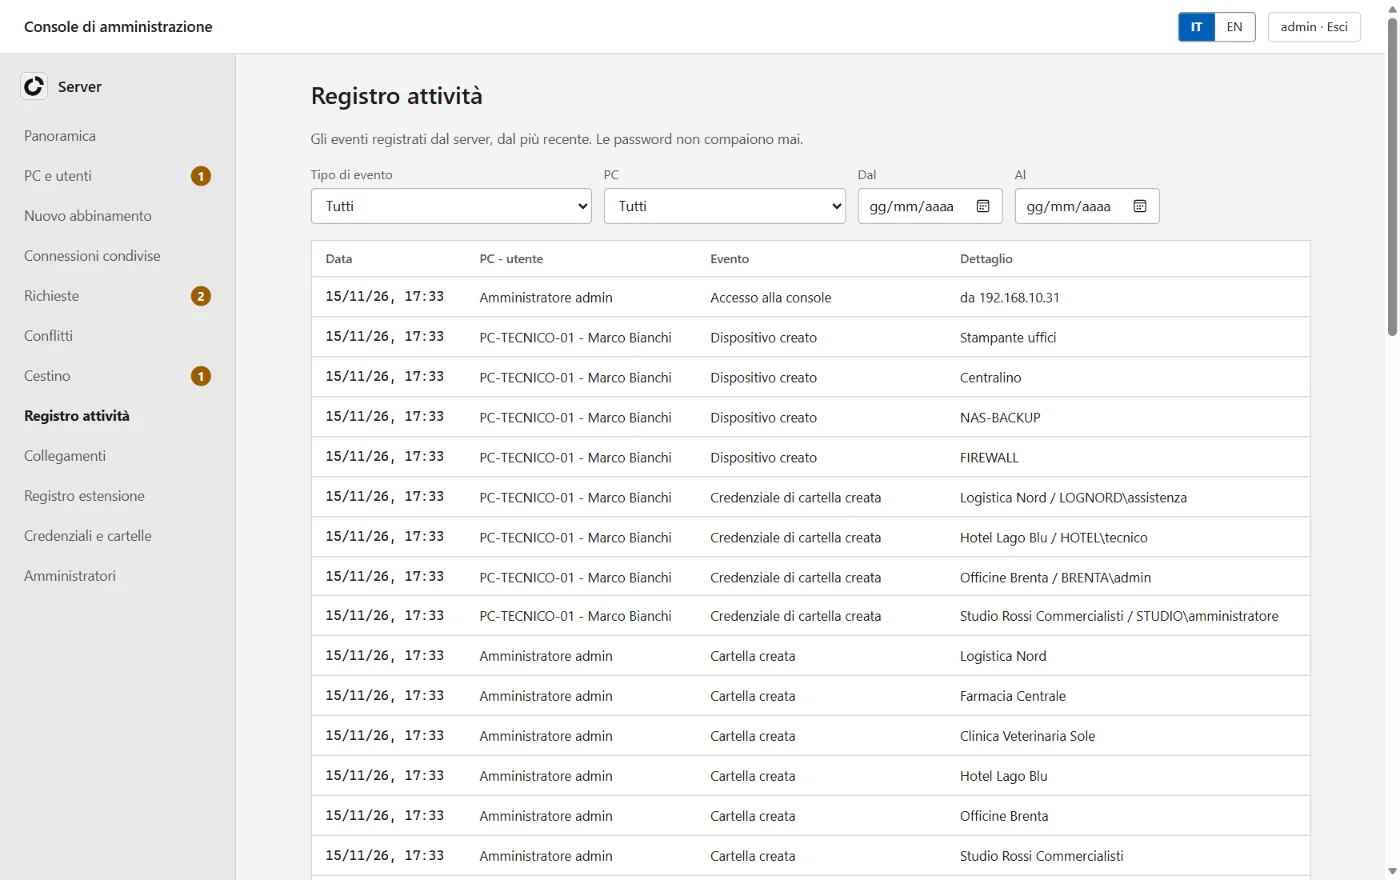 Console di amministrazione
IT EN admin · Esci
Server
Panoramica
PC e utenti 1
Nuovo abbinamento
Connessioni condivise
Richieste 2
Conflitti
Cestino 1
Registro attività
Collegamenti
Registro estensione
Credenziali e cartelle
Amministratori
Registro attività
Gli eventi registrati dal server, dal più recente. Le password non compaiono mai.
Tipo di evento PC Dal Al
Tutti Tutti gg/mm/aaaa gg/mm/aaaa
Data PC - utente Evento Dettaglio
15/11/26, 17:33 Amministratore admin Accesso alla console da 192.168.10.31
15/11/26, 17:33 PC-TECNICO-01 - Marco Bianchi Dispositivo creato Stampante uffici
15/11/26, 17:33 PC-TECNICO-01 - Marco Bianchi Dispositivo creato Centralino
15/11/26, 17:33 PC-TECNICO-01 - Marco Bianchi Dispositivo creato NAS-BACKUP
15/11/26, 17:33 PC-TECNICO-01 - Marco Bianchi Dispositivo creato FIREWALL
15/11/26, 17:33 PC-TECNICO-01 - Marco Bianchi Credenziale di cartella creata Logistica Nord / LOGNORD\assistenza
15/11/26, 17:33 PC-TECNICO-01 - Marco Bianchi Credenziale di cartella creata Hotel Lago Blu / HOTEL\tecnico
15/11/26, 17:33 PC-TECNICO-01 - Marco Bianchi Credenziale di cartella creata Officine Brenta / BRENTA\admin
15/11/26, 17:33 PC-TECNICO-01 - Marco Bianchi Credenziale di cartella creata Studio Rossi Commercialisti / STUDIO\amministratore
15/11/26, 17:33 Amministratore admin Cartella creata Logistica Nord
15/11/26, 17:33 Amministratore admin Cartella creata Farmacia Centrale
15/11/26, 17:33 Amministratore admin Cartella creata Clinica Veterinaria Sole
15/11/26, 17:33 Amministratore admin Cartella creata Hotel Lago Blu
15/11/26, 17:33 Amministratore admin Cartella creata Officine Brenta
15/11/26, 17:33 Amministratore admin Cartella creata Studio Rossi Commercialisti